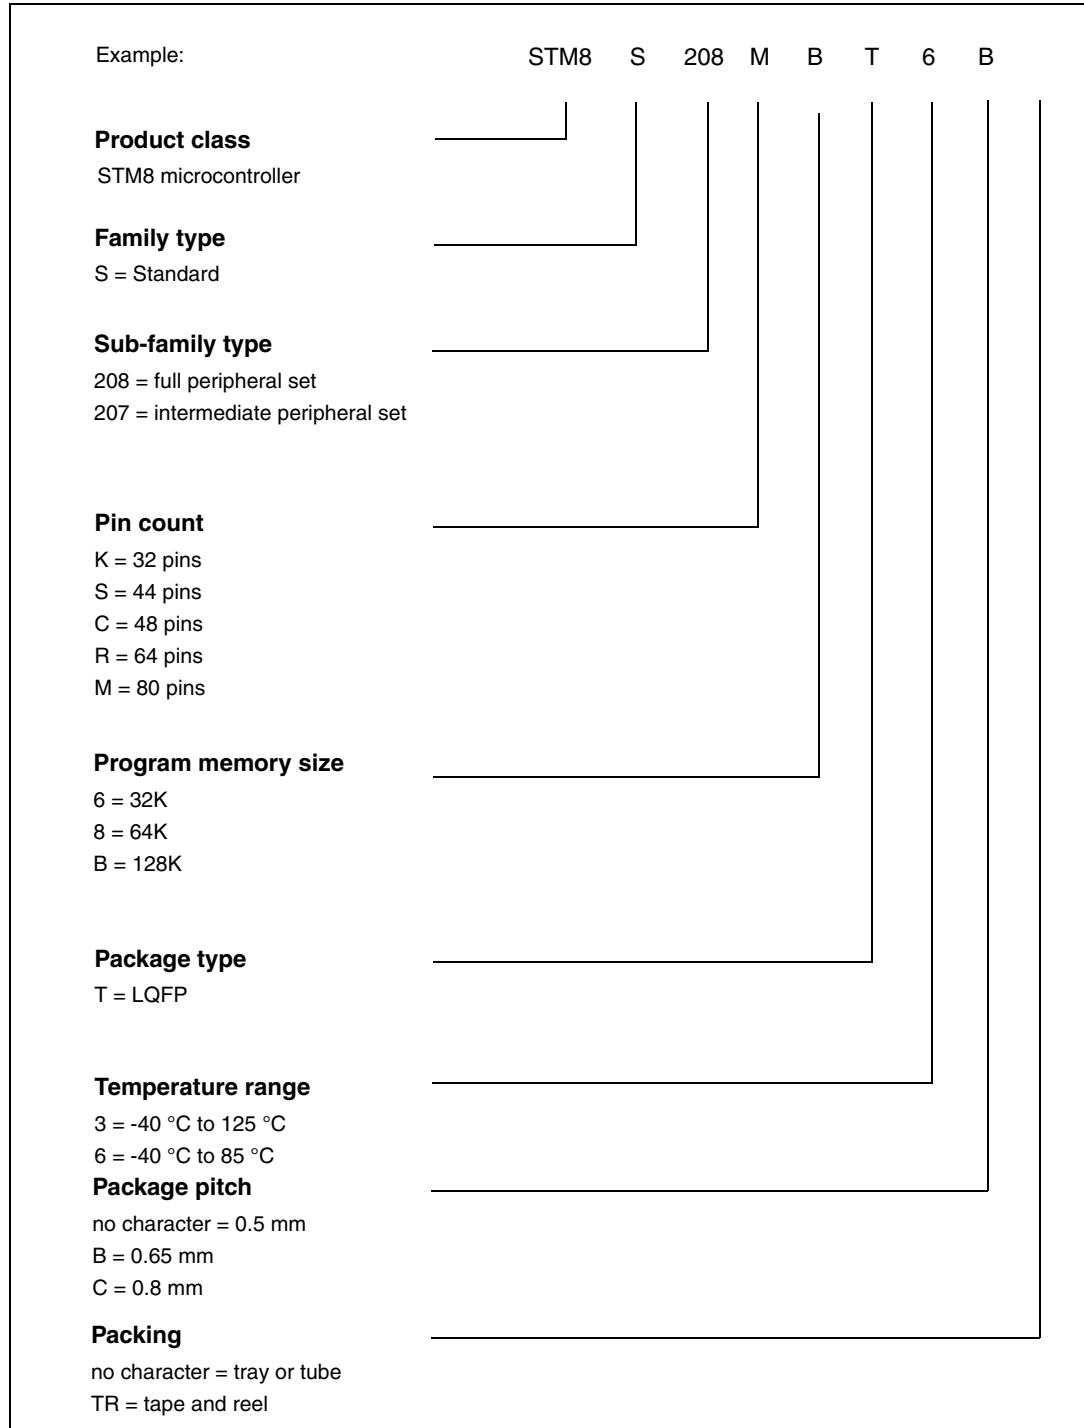 Example: STM8 S 208 M B T 6 B
Product class
STM8 microcontroller
Family type
S = Standard
Sub-family type
208 = full peripheral set
207 = intermediate peripheral set
Pin count
K = 32 pins
S = 44 pins
C = 48 pins
R = 64 pins
M = 80 pins
Program memory size
6 = 32K
8 = 64K
B = 128K
Package type
T = LQFP
Temperature range
3 = -40 °C to 125 °C
6 = -40 °C to 85 °C
Package pitch
no character = 0.5 mm
B = 0.65 mm
C = 0.8 mm
Packing
no character = tray or tube
TR = tape and reel